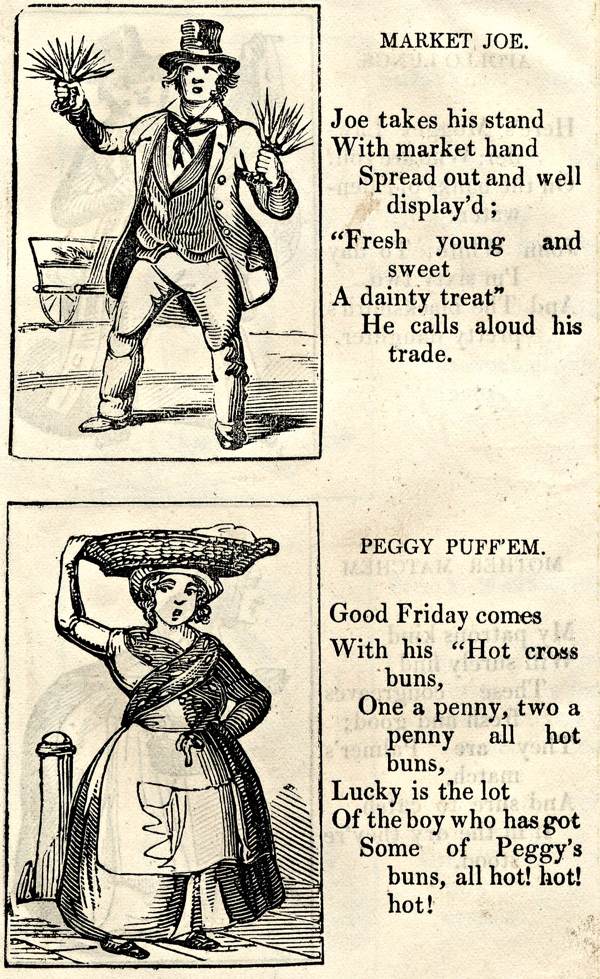 MARKET JOE.
Joe takes his stand
With market hand
Spread out and well
display’d ;
“Fresh young and
sweet
A dainty treat”
He calls aloud his
trade.
PEGGY PUFF’EM.
Good Friday comes
With his “Hot cross
buns,
One a penny, two a
penny all hot
buns,
Lucky is the lot
Of the boy who has got
Some of Peggy’s
buns, all hot! hot!
hot!